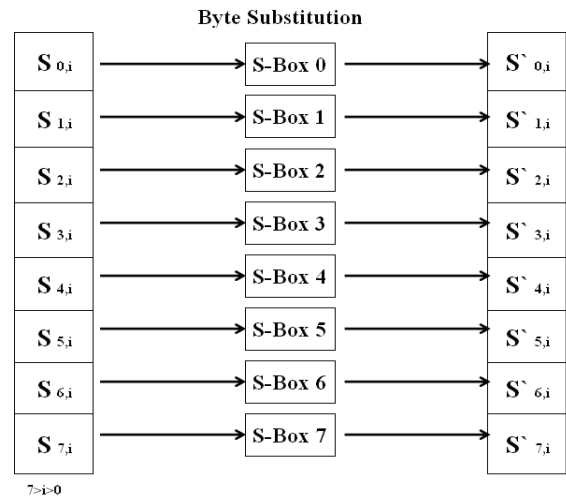 Byte Substitution
S 0,i S-Box 0 S` 0,i
S 1,i S-Box 1 S` 1,i
S 2,i S-Box 2 S` 2,i
S 3,i S-Box 3 S` 3,i
S 4,i S-Box 4 S` 4,i
S 5,i S-Box 5 S` 5,i
S 6,i S-Box 6 S` 6,i
S 7,i S-Box 7 S` 7,i
7>i>0